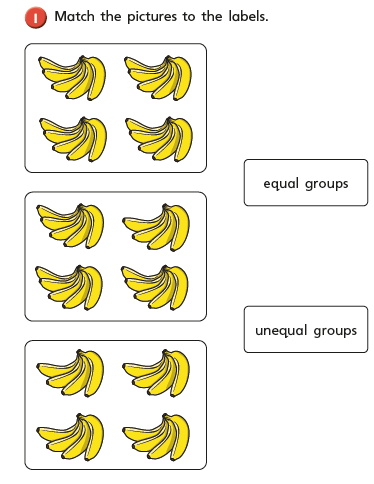 1 Match the pictures to the labels.
equal groups
unequal groups